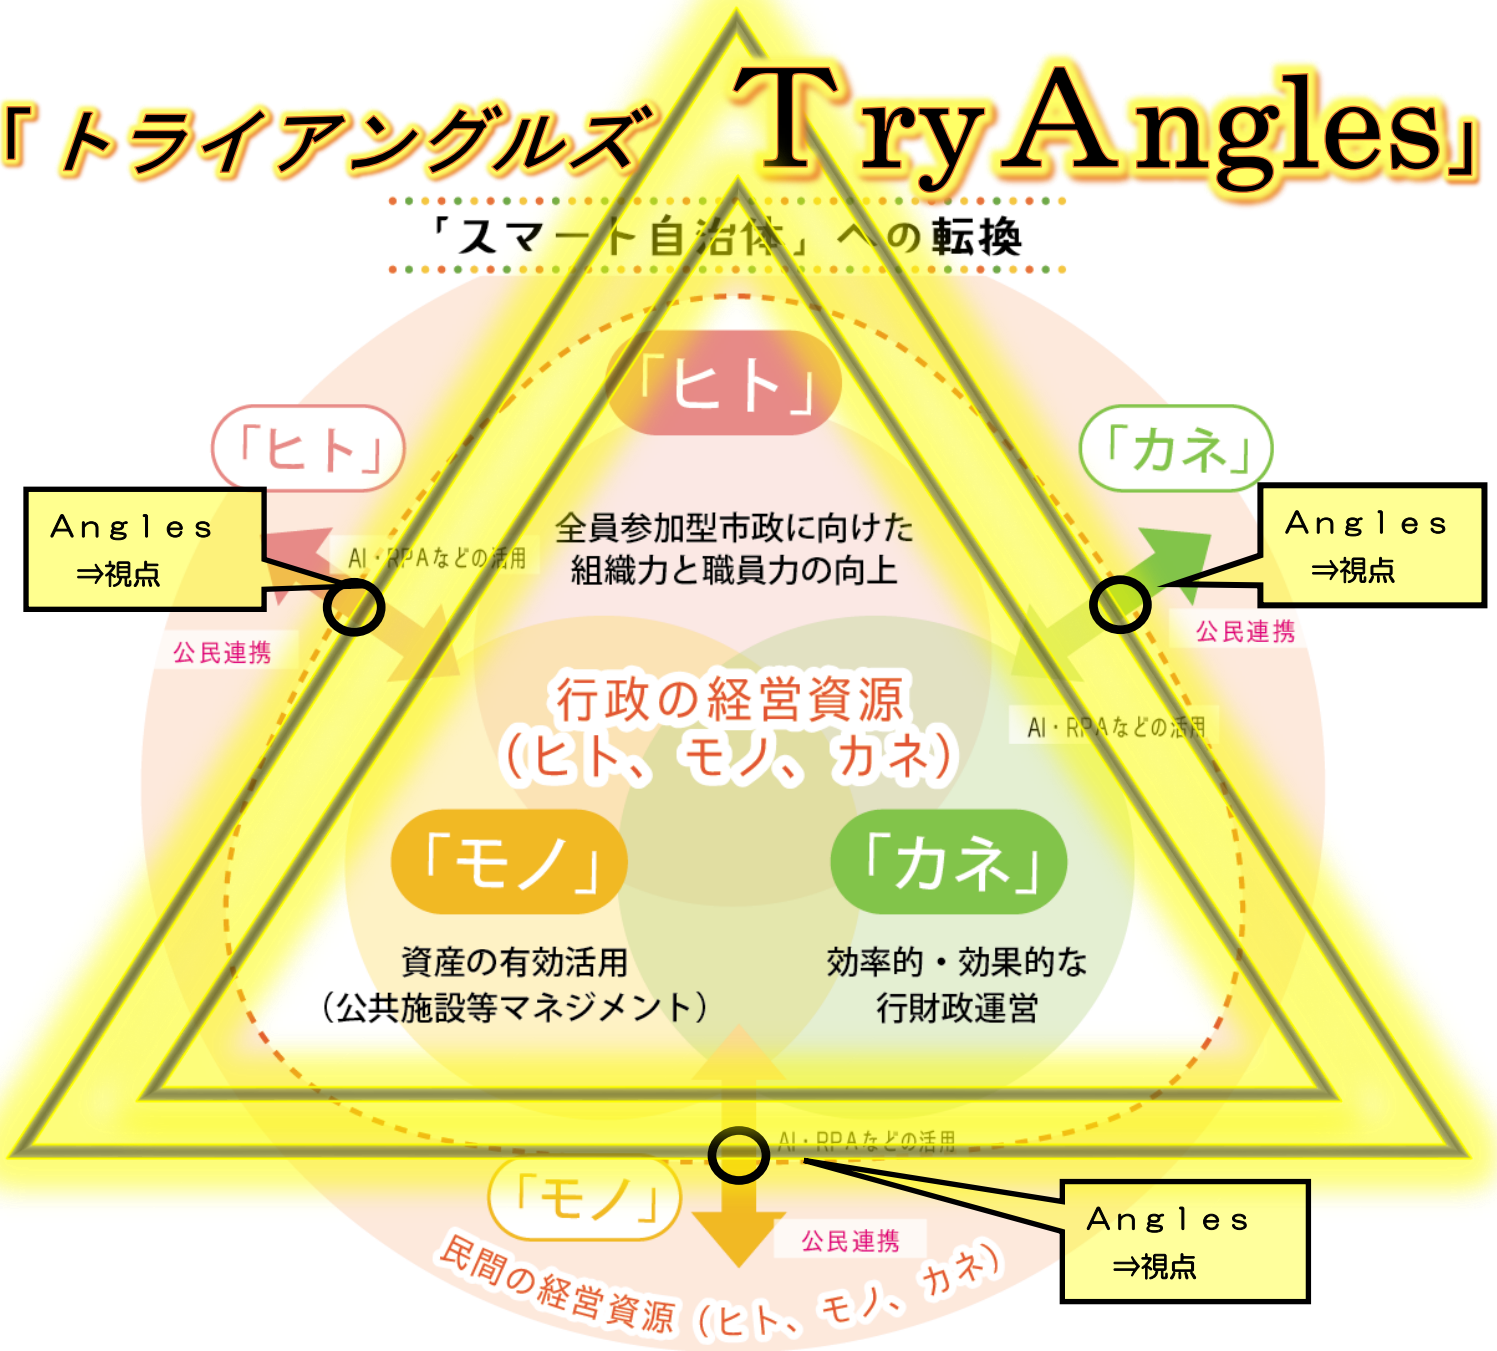 「トライアングルズ TryAngles」
「スマート自治体」への転換
「ヒト」
「ヒト」
「カネ」
Angles
⇒視点
Angles
⇒視点
AI・RPAなどの活用
全員参加型市政に向けた
組織力と職員力の向上
公民連携
公民連携
行政の経営資源
（ヒト、モノ、カネ）
AI・RPAなどの活用
「モノ」
「カネ」
資産の有効活用
（公共施設等マネジメント）
効率的・効果的な
行財政運営
AI・RPAなどの活用
「モノ」
公民連携
Angles
⇒視点
民間の経営資源（ヒト、モノ、カネ）